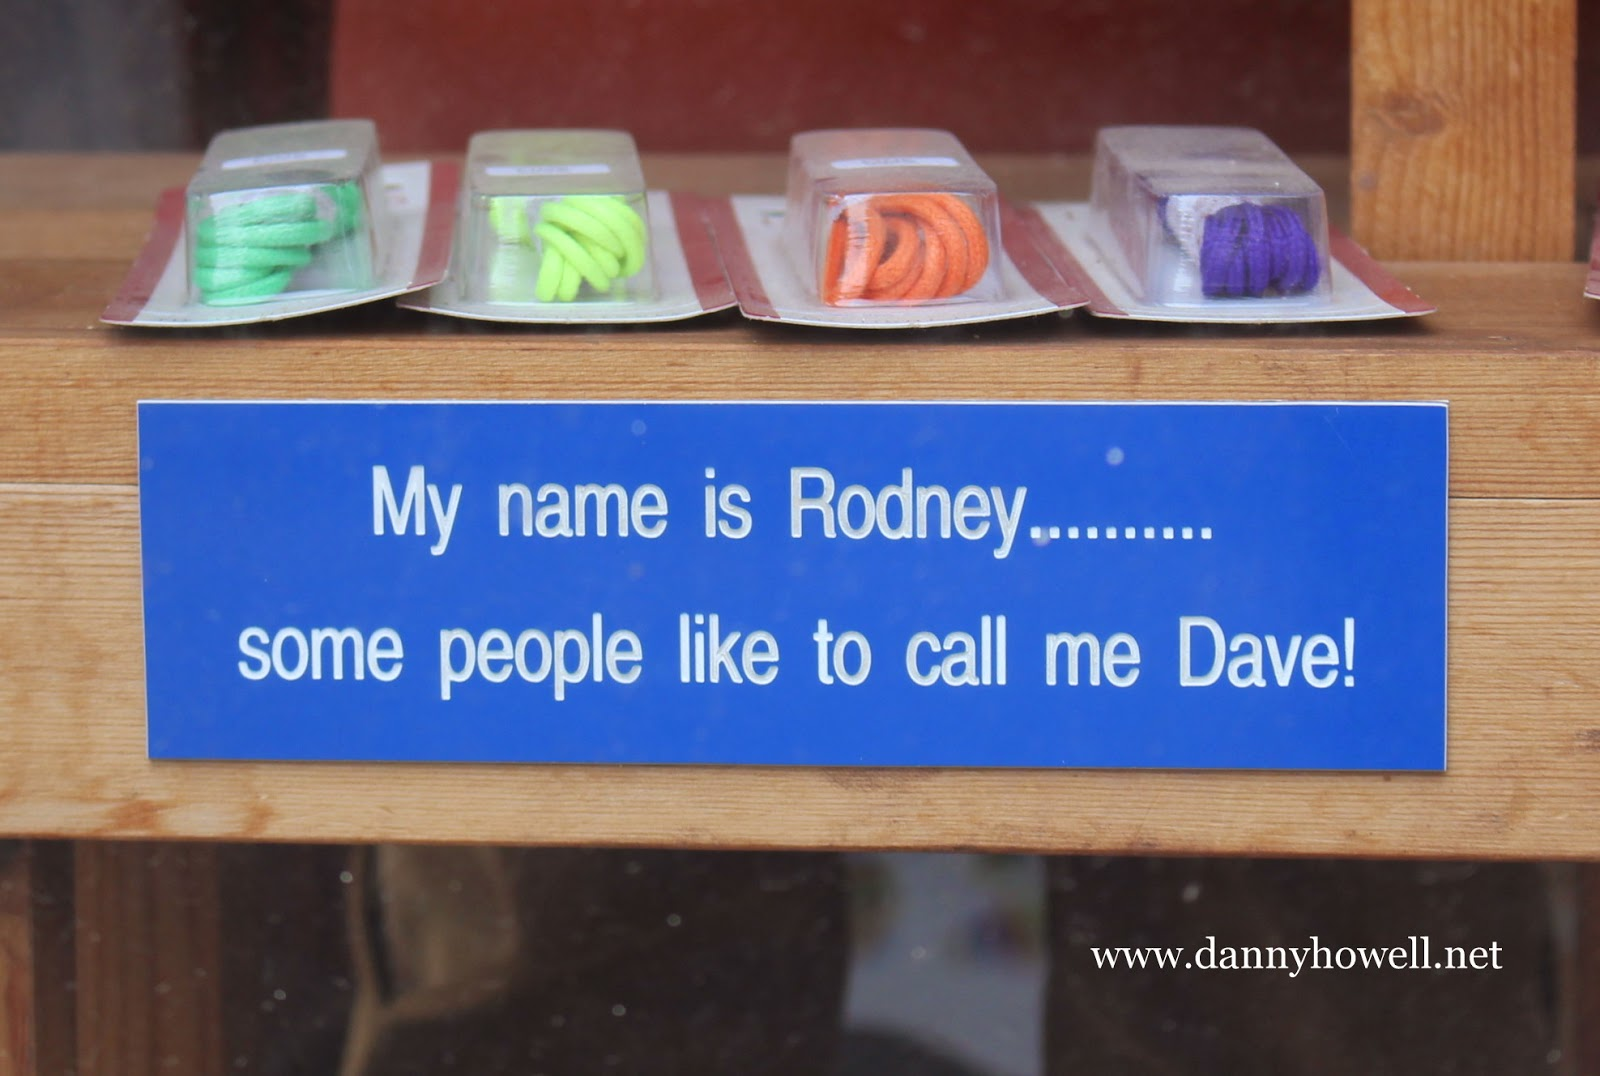 My name is Rodney..........
some people like to call me Dave!
www.dannyhowell.net